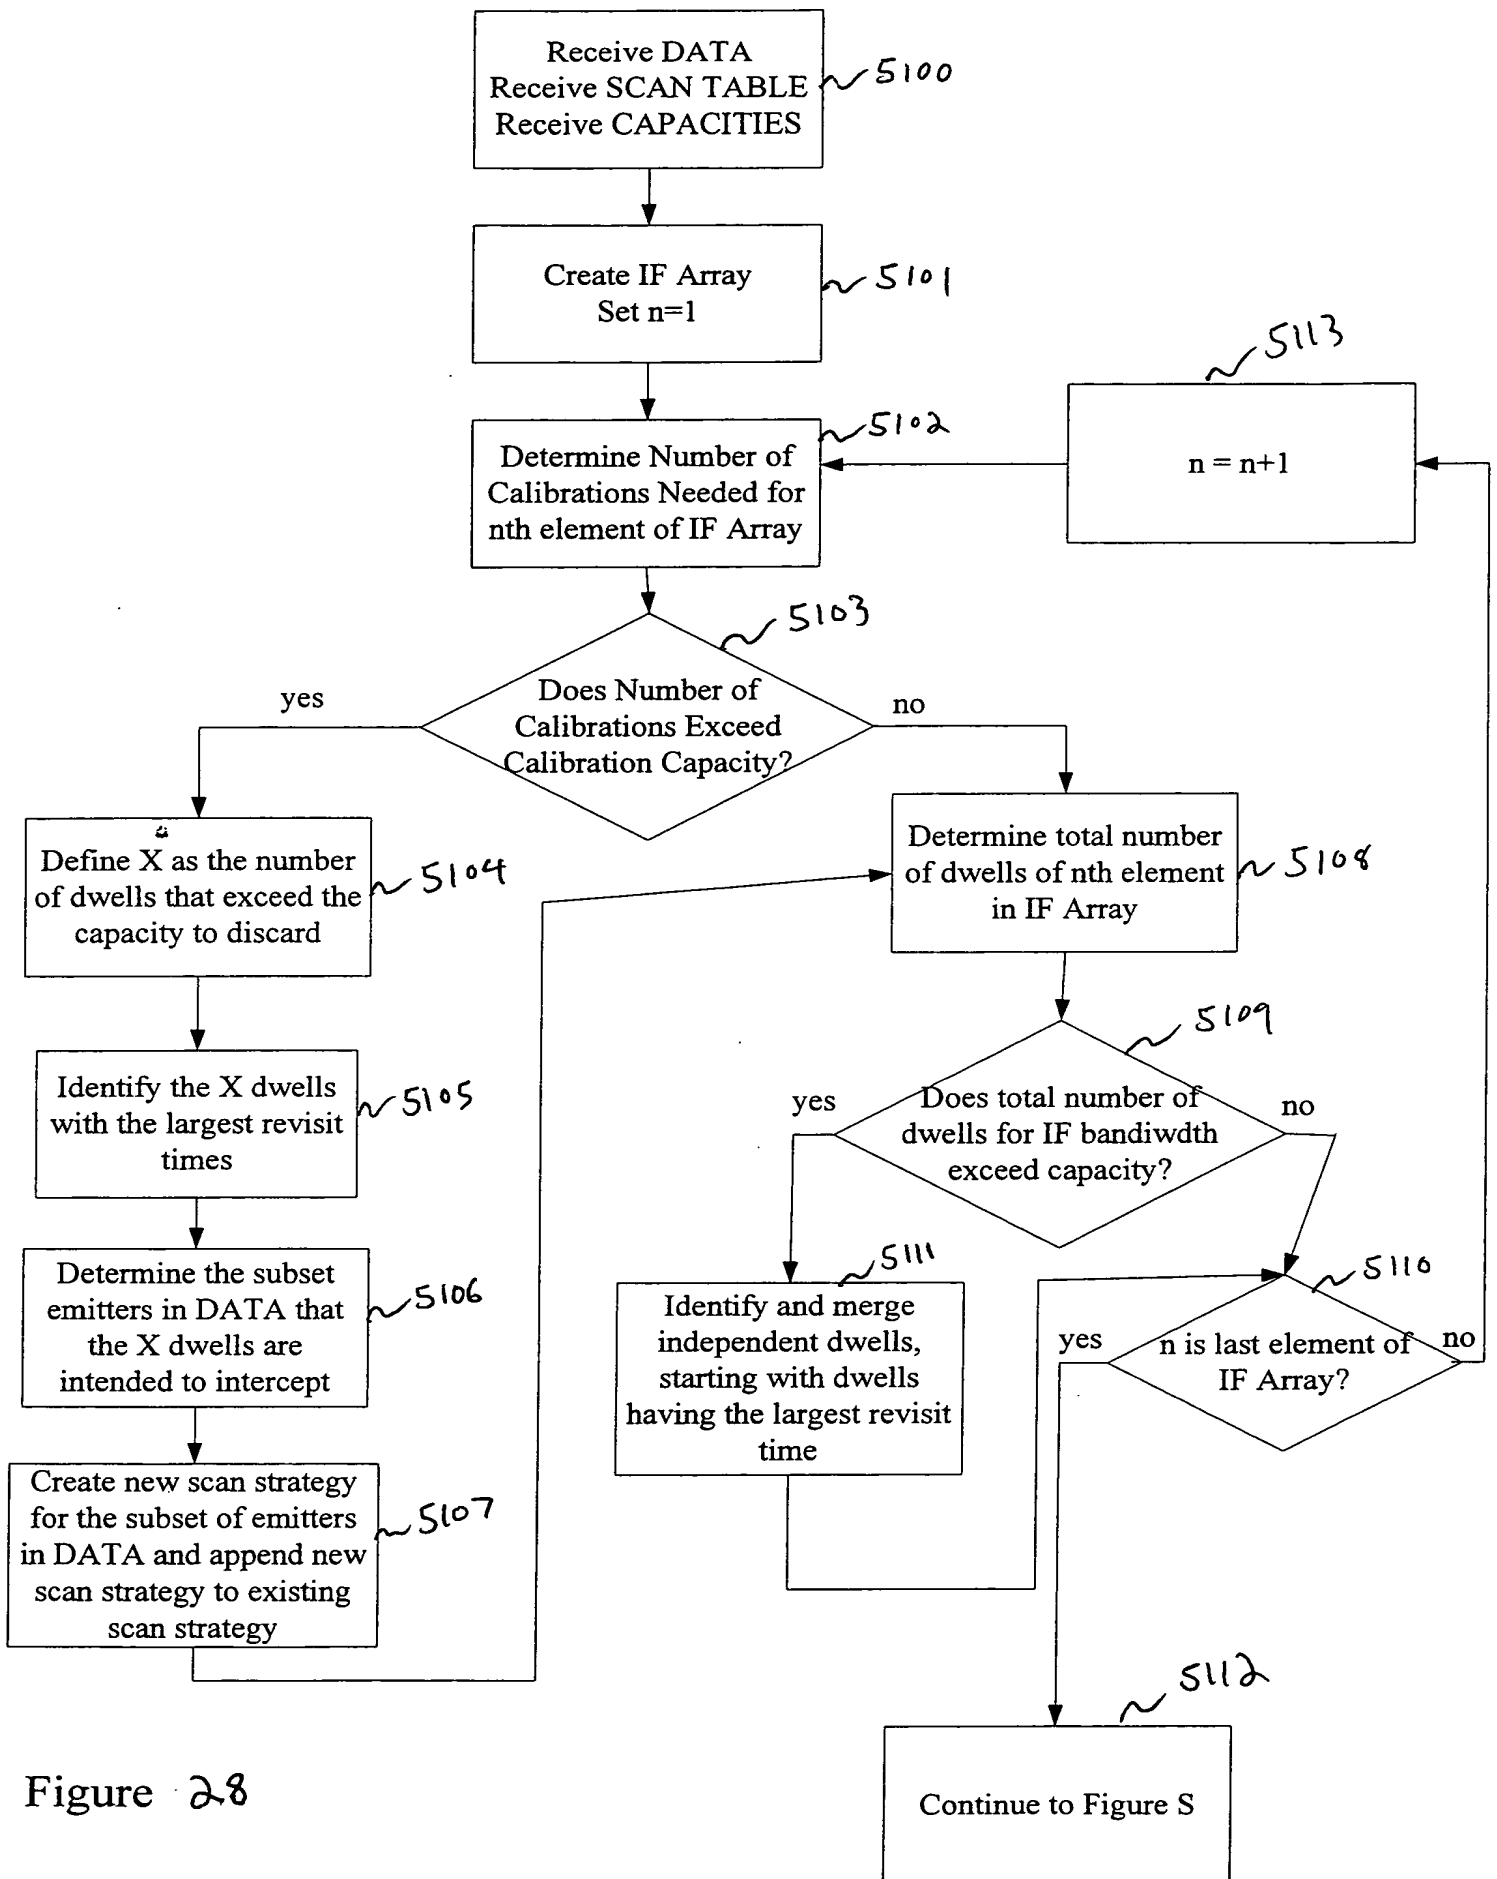 Receive DATA
Receive SCAN TABLE
Receive CAPACITIES
5100
Create IF Array
Set n=1
5101
5113
n = n+1
5102
Determine Number of
Calibrations Needed for
nth element of IF Array
5103
Does Number of
Calibrations Exceed
Calibration Capacity?
yes
no
Define X as the number
of dwells that exceed the
capacity to discard
5104
Determine total number
of dwells of nth element
in IF Array
5108
Identify the X dwells
with the largest revisit
times
5105
5109
Does total number of
dwells for IF bandiwdth
exceed capacity?
yes
no
Determine the subset
emitters in DATA that
the X dwells are
intended to intercept
5106
5111
Identify and merge
independent dwells,
starting with dwells
having the largest revisit
time
5110
n is last element of
IF Array?
yes
no
Create new scan strategy
for the subset of emitters
in DATA and append new
scan strategy to existing
scan strategy
5107
5112
Continue to Figure S
Figure 28